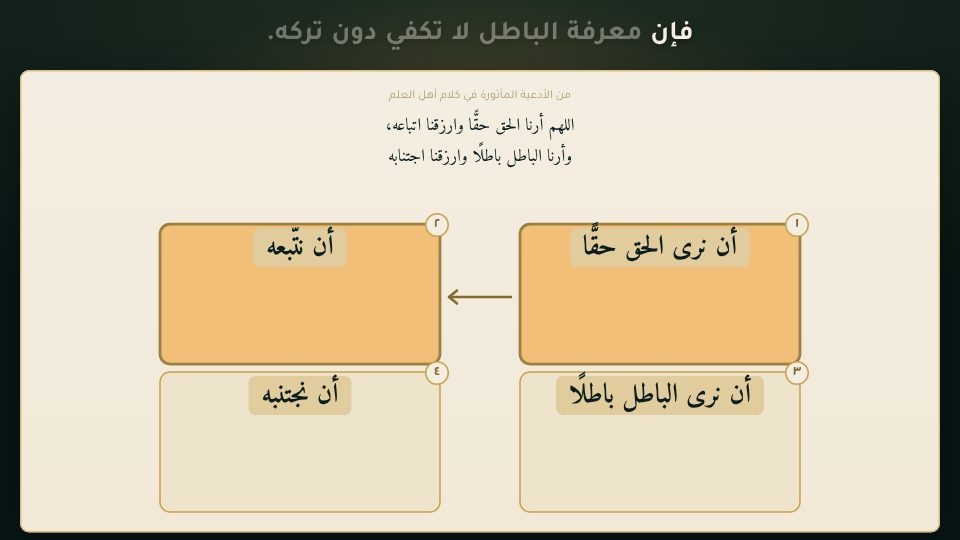 فإن معرفة الباطل لا تكفي دون تركه.
من الأدعية المأثورة في كلام أهل العلم
اللهم أرنا الحق حقًّا وارزقنا اتباعه،
وأرنا الباطل باطلًا وارزقنا اجتنابه
١
أن نرى الحق حقًّا
٢
أن نتّبعه
٣
أن نرى الباطل باطلًا
٤
أن نجتنبه